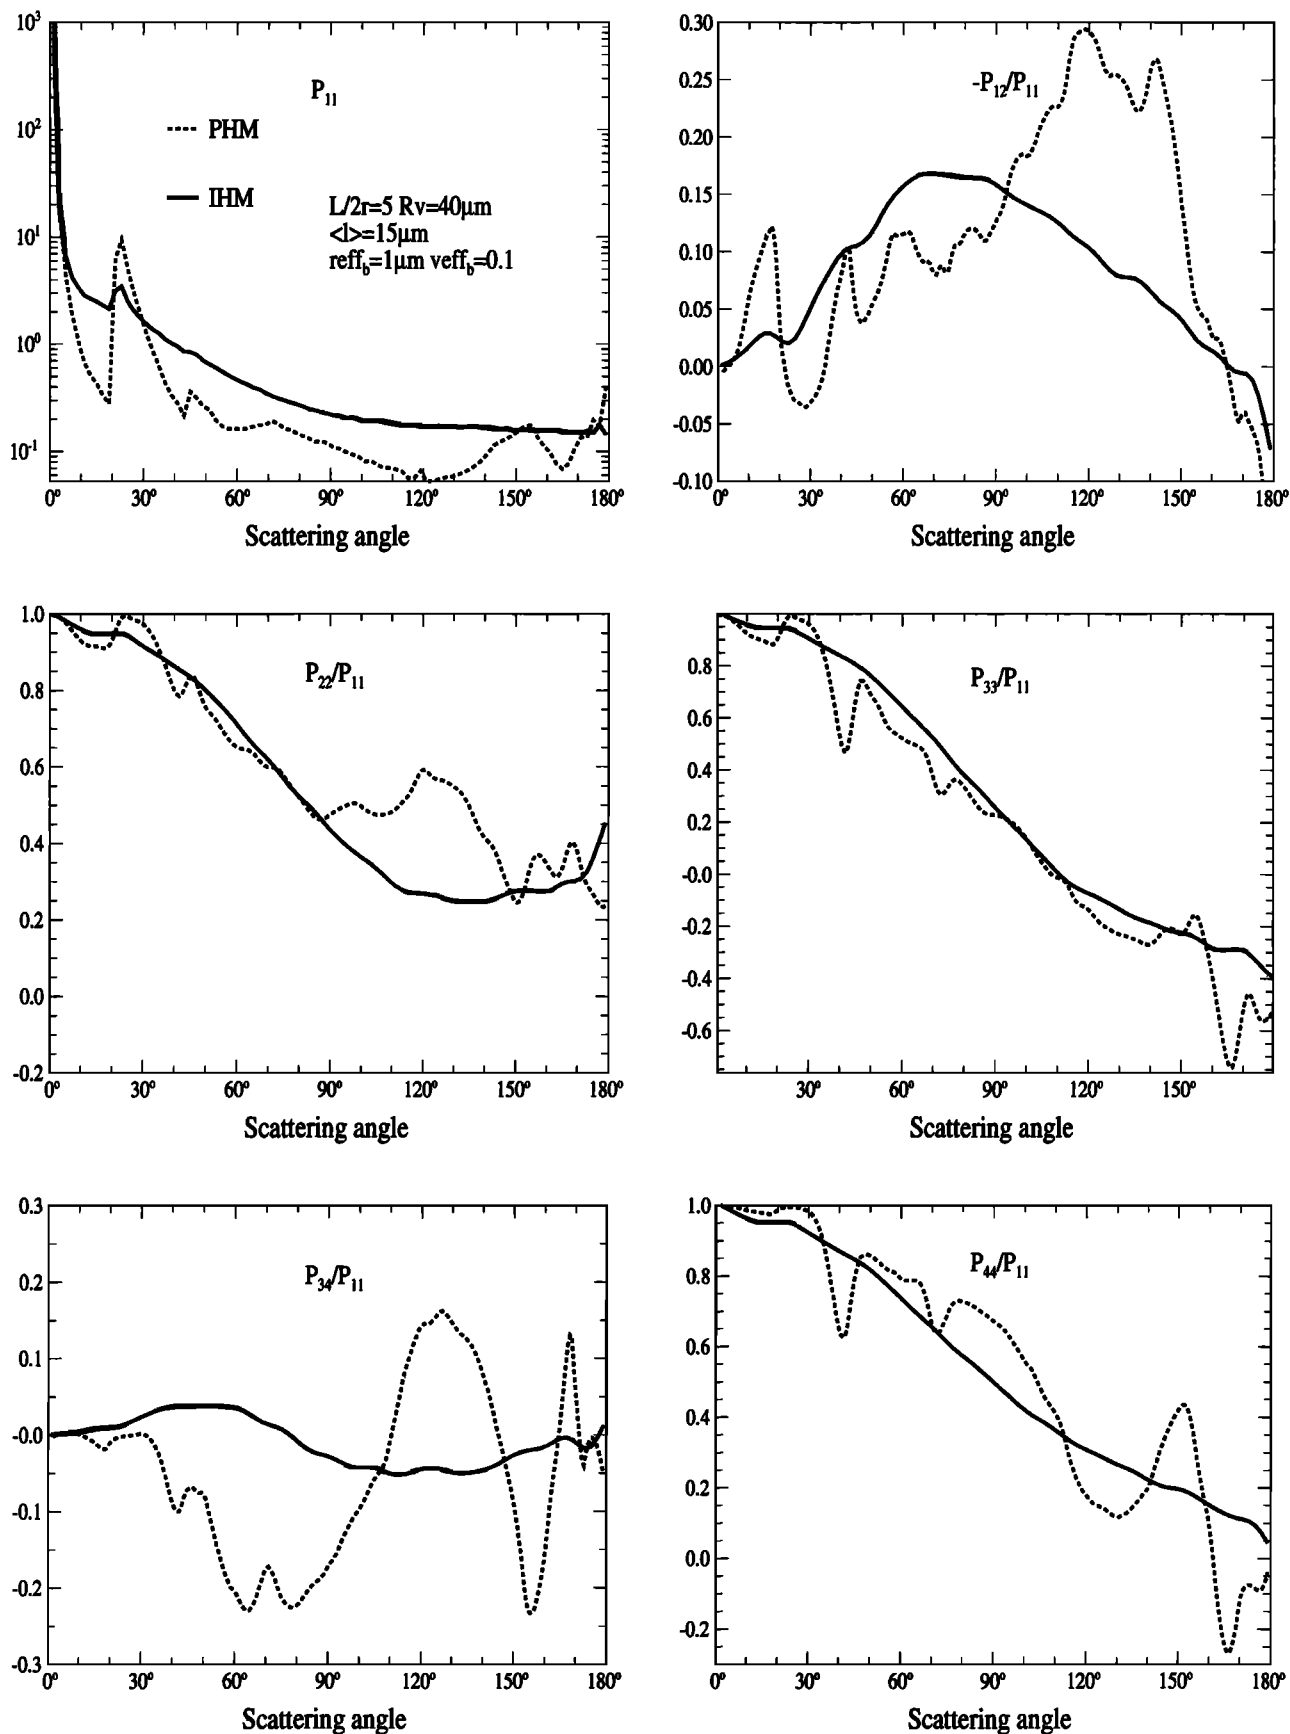 10³
10²
10¹
10⁰
10⁻¹
P₁₁
PHM
IHM
L/2r=5 Rv=40μm
<l>=15μm
reff_b=1μm veff_b=0.1
0° 30° 60° 90° 120° 150° 180°
Scattering angle
0.30
0.25
0.20
0.15
0.10
0.05
0.00
-0.05
-0.10
-P₁₂/P₁₁
0° 30° 60° 90° 120° 150° 180°
Scattering angle
1.0
0.8
0.6
0.4
0.2
0.0
-0.2
P₂₂/P₁₁
0° 30° 60° 90° 120° 150° 180°
Scattering angle
0.8
0.6
0.4
0.2
-0.0
-0.2
-0.4
-0.6
P₃₃/P₁₁
0° 30° 60° 90° 120° 150° 180°
Scattering angle
0.3
0.2
0.1
-0.0
-0.1
-0.2
-0.3
P₃₄/P₁₁
0° 30° 60° 90° 120° 150° 180°
Scattering angle
1.0
0.8
0.6
0.4
0.2
0.0
-0.2
P₄₄/P₁₁
0° 30° 60° 90° 120° 150° 180°
Scattering angle